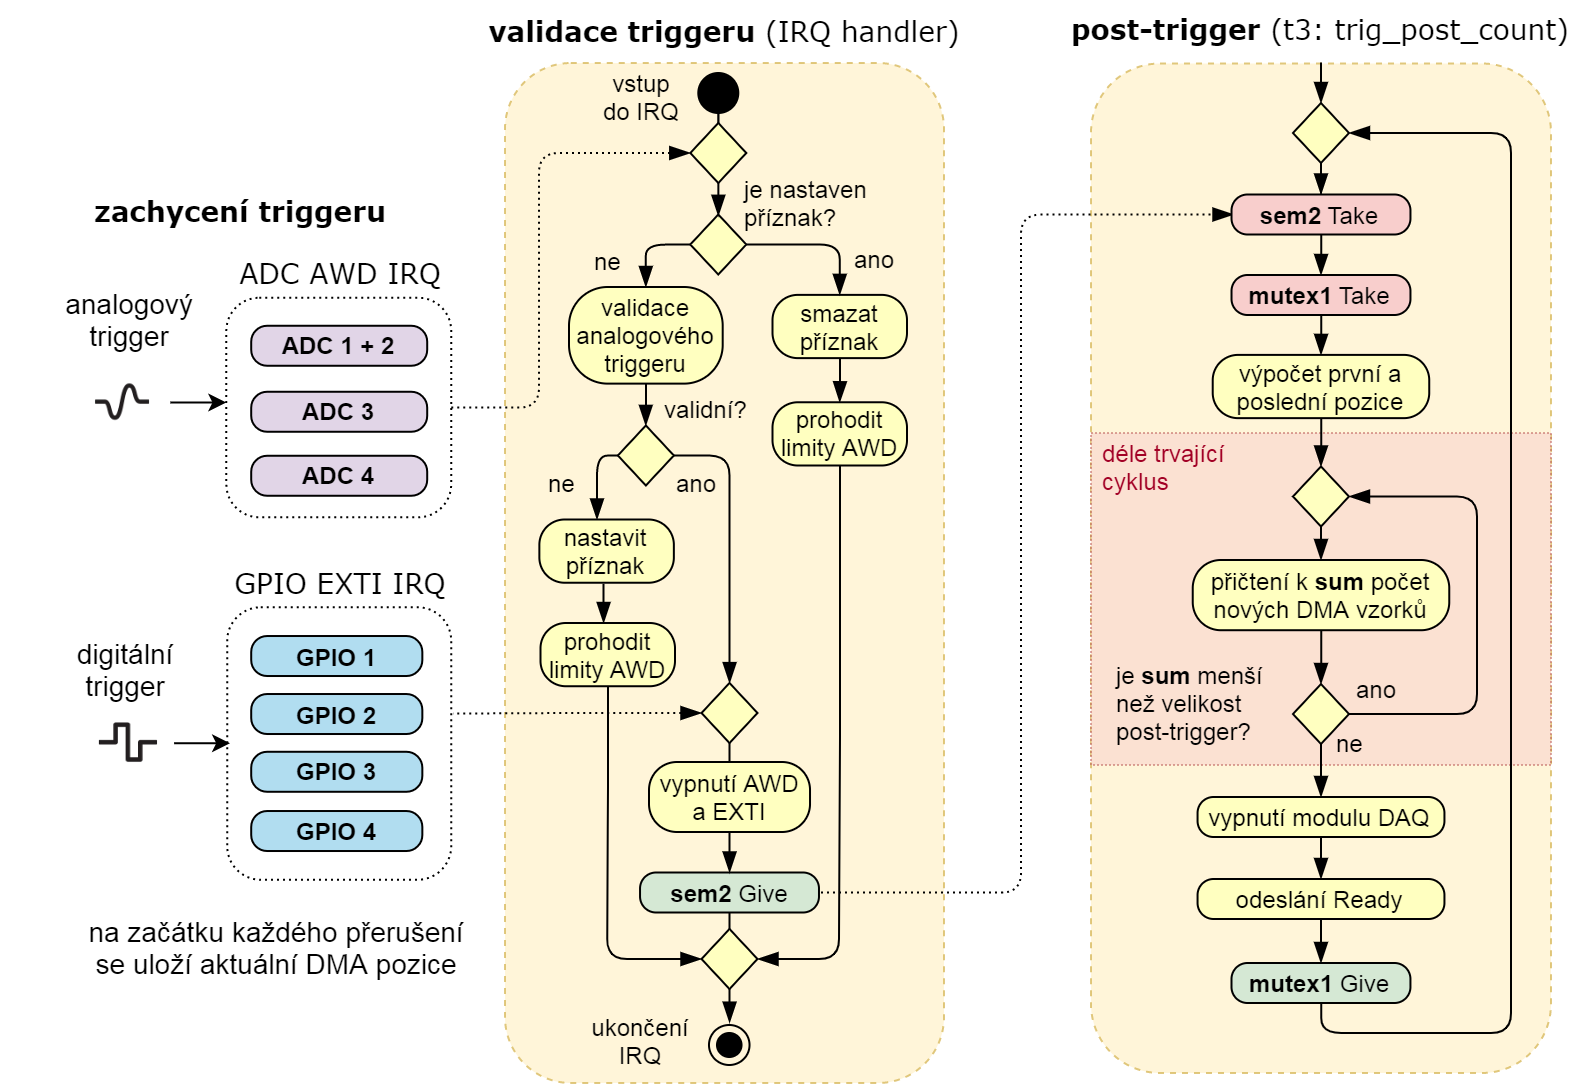 validace triggeru (IRQ handler)
post-trigger (t3: trig_post_count)
zachycení triggeru
analogový
trigger
ADC AWD IRQ
ADC 1 + 2
ADC 3
ADC 4
digitální
trigger
GPIO EXTI IRQ
GPIO 1
GPIO 2
GPIO 3
GPIO 4
na začátku každého přerušení
se uloží aktuální DMA pozice
vstup
do IRQ
je nastaven
příznak?
ne
ano
validace
analogového
triggeru
smazat
příznak
validní?
prohodit
limity AWD
ne
ano
nastavit
příznak
prohodit
limity AWD
vypnutí AWD
a EXTI
sem2 Give
ukončení
IRQ
sem2 Take
mutex1 Take
výpočet první a
poslední pozice
déle trvající
cyklus
přičtení k sum počet
nových DMA vzorků
je sum menší
než velikost
post-trigger?
ano
ne
vypnutí modulu DAQ
odeslání Ready
mutex1 Give